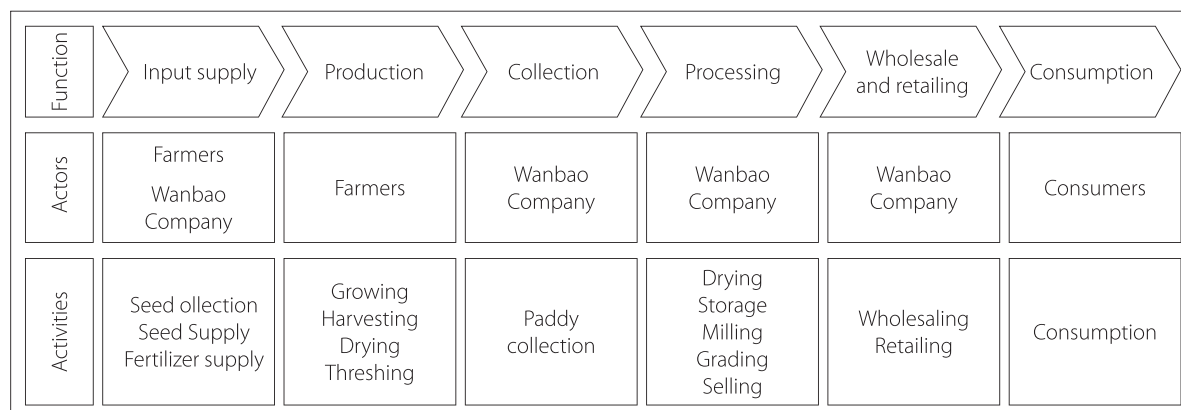 Function
Input supply
Production
Collection
Processing
Wholesale
and retailing
Consumption
Actors
Farmers
Wanbao
Company
Farmers
Wanbao
Company
Wanbao
Company
Wanbao
Company
Consumers
Activities
Seed ollection
Seed Supply
Fertilizer supply
Growing
Harvesting
Drying
Threshing
Paddy
collection
Drying
Storage
Milling
Grading
Selling
Wholesaling
Retailing
Consumption